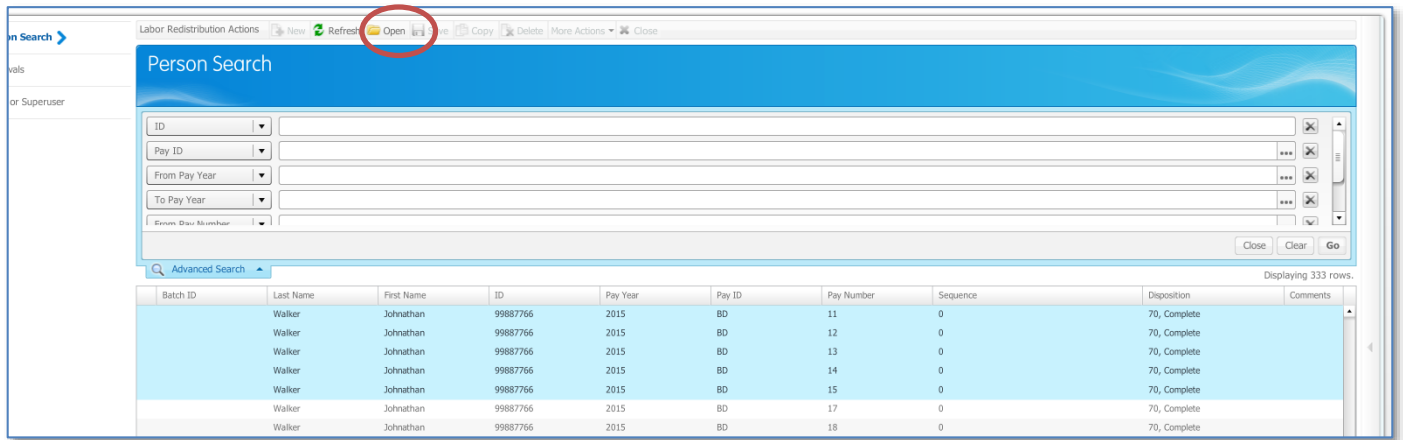 Labor Redistribution Actions New Refresh Open Copy Delete More Actions Close
on Search
Person Search
vals
or Superuser
ID
Pay ID
From Pay Year
To Pay Year
From Pay Number
Close Clear Go
Advanced Search
Displaying 333 rows.
Batch ID Last Name First Name ID Pay Year Pay ID Pay Number Sequence Disposition Comments
Walker Johnathan 99887766 2015 BD 11 0 70, Complete
Walker Johnathan 99887766 2015 BD 12 0 70, Complete
Walker Johnathan 99887766 2015 BD 13 0 70, Complete
Walker Johnathan 99887766 2015 BD 14 0 70, Complete
Walker Johnathan 99887766 2015 BD 15 0 70, Complete
Walker Johnathan 99887766 2015 BD 17 0 70, Complete
Walker Johnathan 99887766 2015 BD 18 0 70, Complete